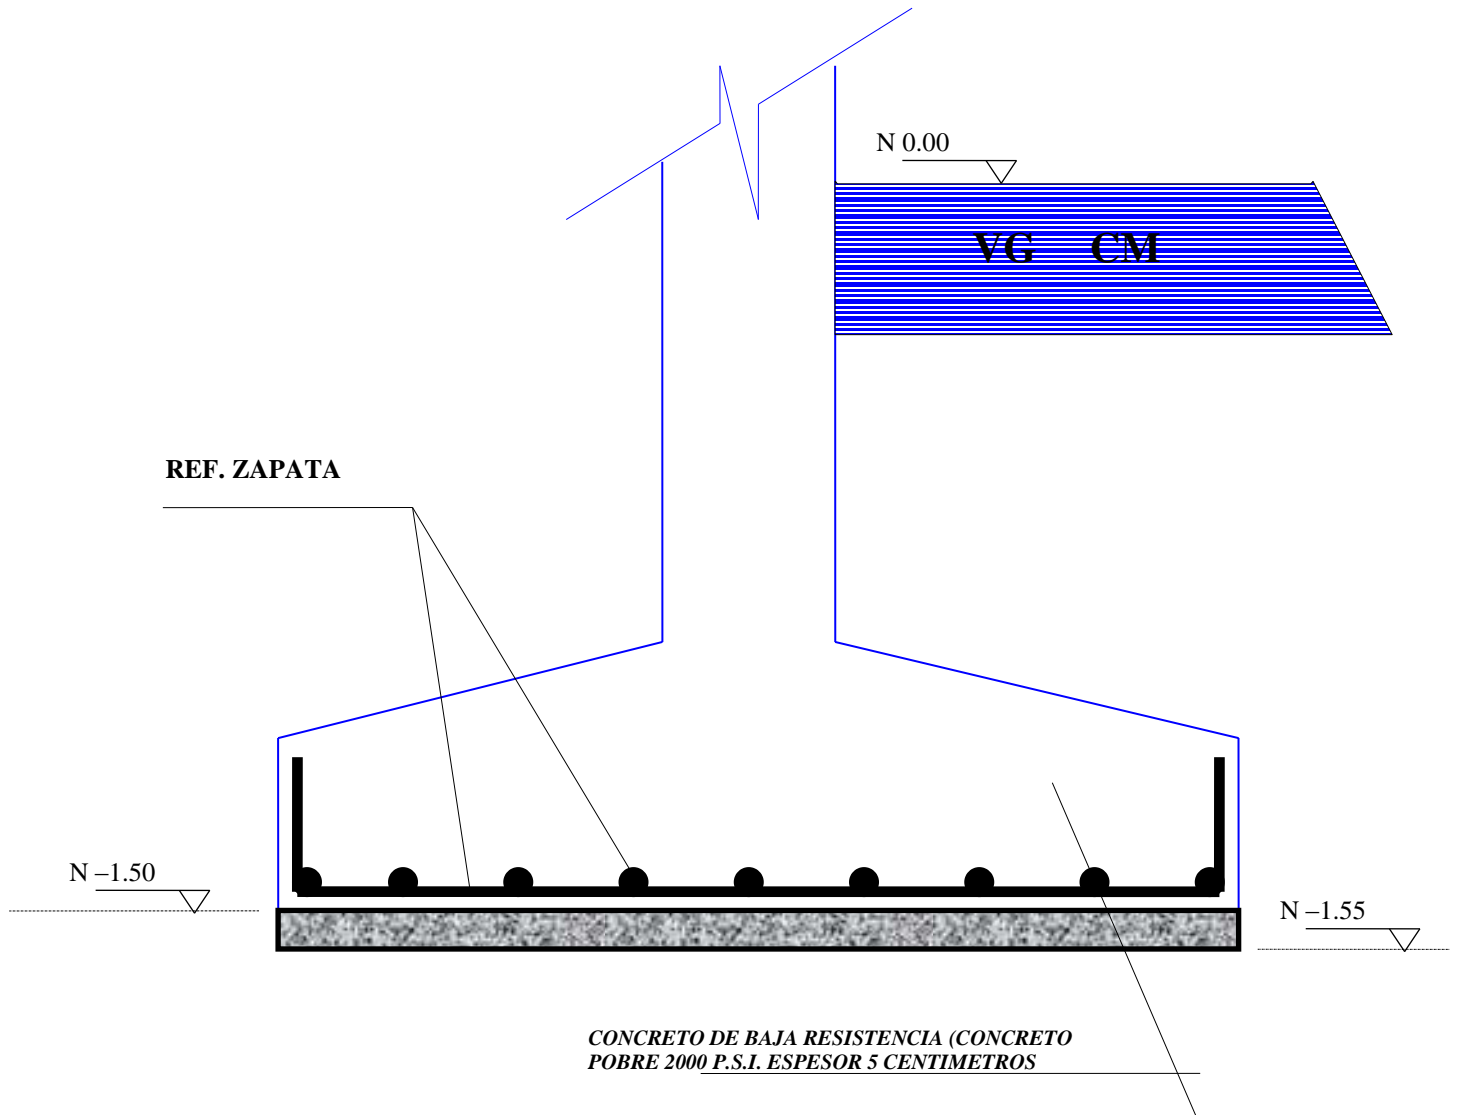 N 0.00
VG CM
REF. ZAPATA
N –1.50
N –1.55
CONCRETO DE BAJA RESISTENCIA (CONCRETO
POBRE 2000 P.S.I. ESPESOR 5 CENTIMETROS